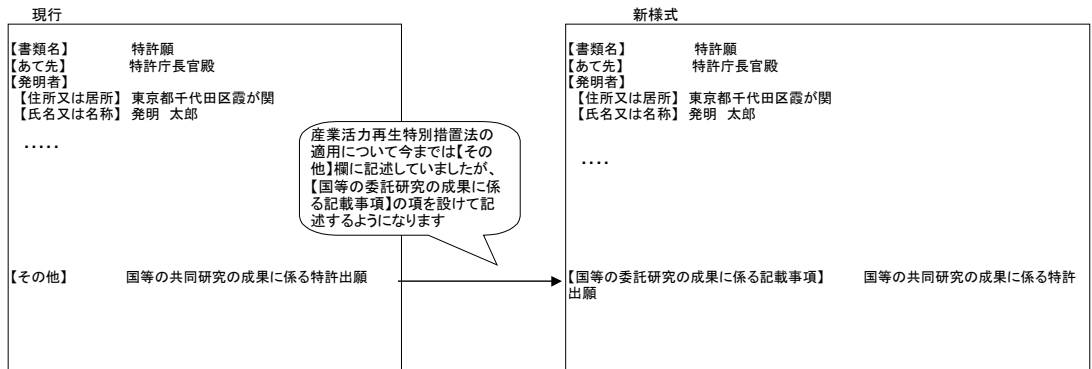 現行
【書類名】 特許願
【あて先】 特許庁長官殿
【発明者】
【住所又は居所】 東京都千代田区霞が関
【氏名又は名称】 発明 太郎
・・・・・
【その他】 国等の共同研究の成果に係る特許出願
産業活力再生特別措置法の
適用について今までは【その
他】欄に記述していましたが、
【国等の委託研究の成果に係
る記載事項】の項を設けて記
述するようになります
新様式
【書類名】 特許願
【あて先】 特許庁長官殿
【発明者】
【住所又は居所】 東京都千代田区霞が関
【氏名又は名称】 発明 太郎
・・・・
【国等の委託研究の成果に係る記載事項】 国等の共同研究の成果に係る特許
出願